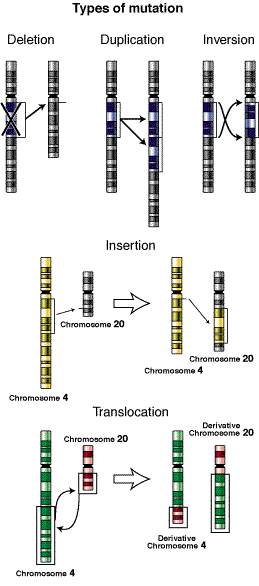 Types of mutation
Deletion
Duplication
Inversion
Insertion
Chromosome 20
Chromosome 4
Chromosome 20
Chromosome 4
Translocation
Chromosome 20
Derivative
Chromosome 20
Chromosome 4
Derivative
Chromosome 4